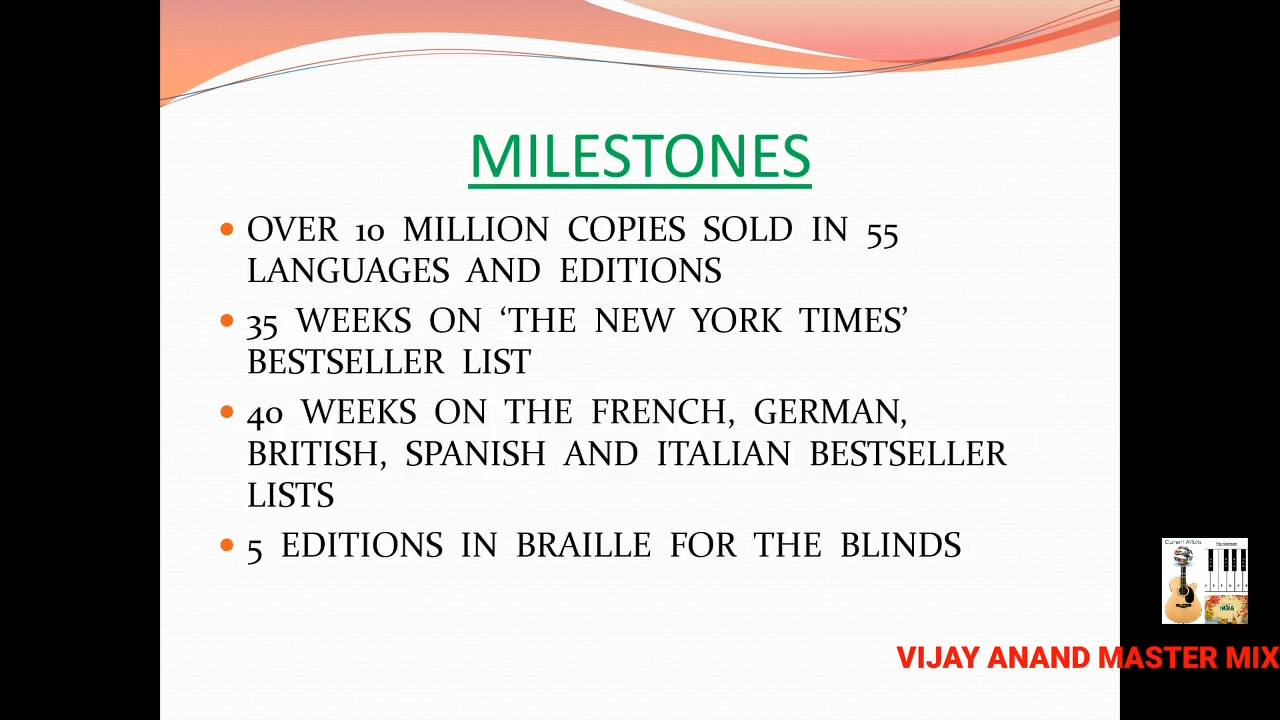 MILESTONES
OVER 10 MILLION COPIES SOLD IN 55
LANGUAGES AND EDITIONS
35 WEEKS ON ‘THE NEW YORK TIMES’
BESTSELLER LIST
40 WEEKS ON THE FRENCH, GERMAN,
BRITISH, SPANISH AND ITALIAN BESTSELLER
LISTS
5 EDITIONS IN BRAILLE FOR THE BLINDS
INDIA
VIJAY ANAND MASTER MIX